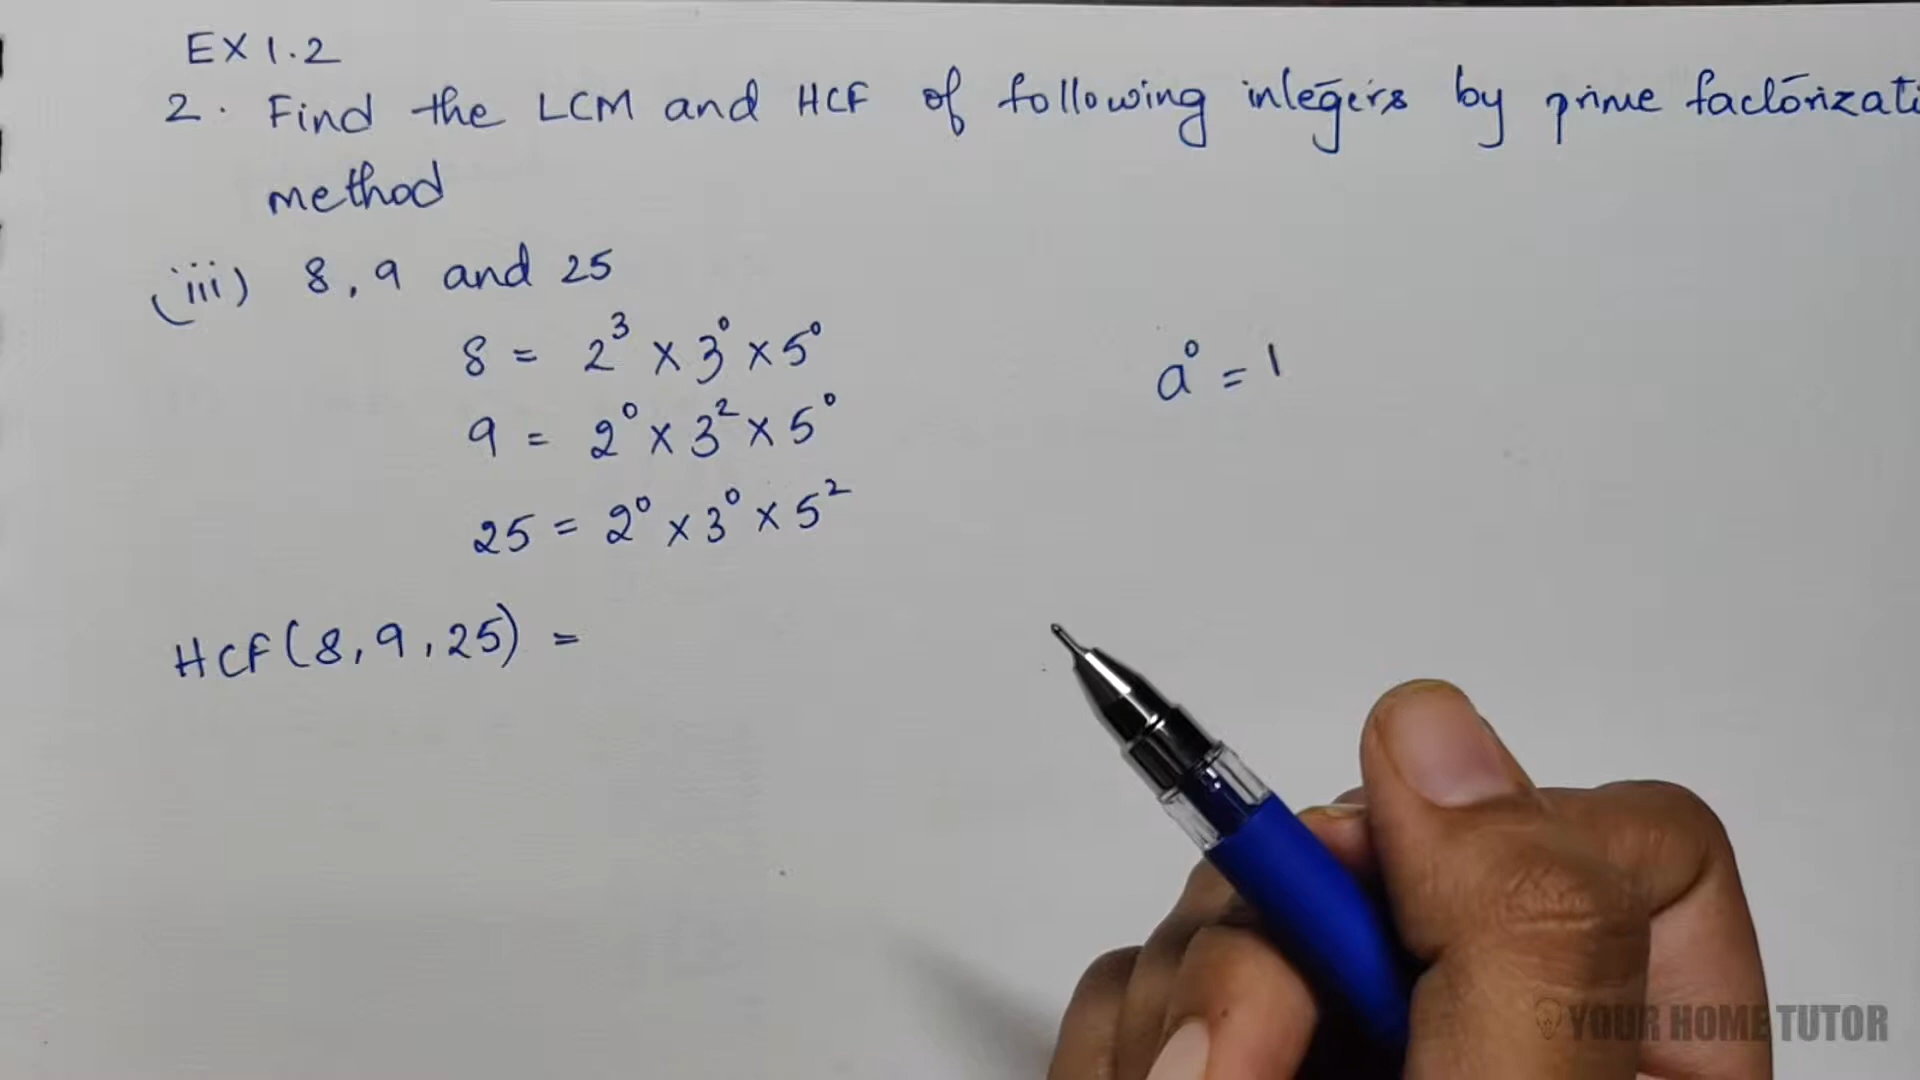 EX 1.2
2. Find the LCM and HCF of following integers by prime factorizati
method
(iii) 8, 9 and 25
8 = 2³ × 3⁰ × 5⁰
a⁰ = 1
9 = 2⁰ × 3² × 5⁰
25 = 2⁰ × 3⁰ × 5²
HCF(8, 9, 25) =
YOUR HOME TUTOR